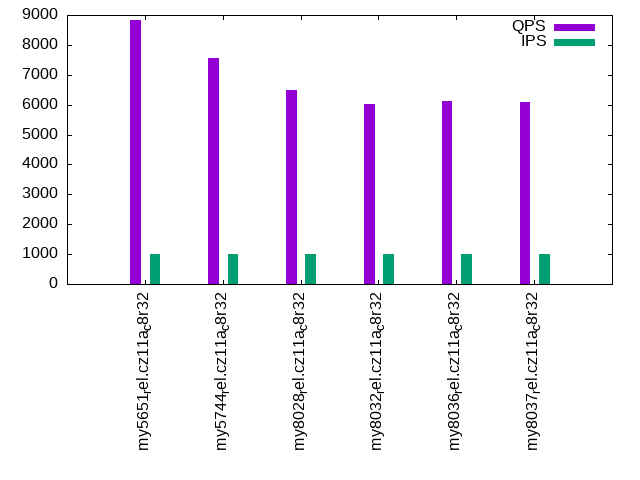 9000
8000
7000
6000
5000
4000
3000
2000
1000
0
QPS
IPS
my5651rel.cz11ac8r32
my5744rel.cz11ac8r32
my8028rel.cz11ac8r32
my8032rel.cz11ac8r32
my8036rel.cz11ac8r32
my8037rel.cz11ac8r32